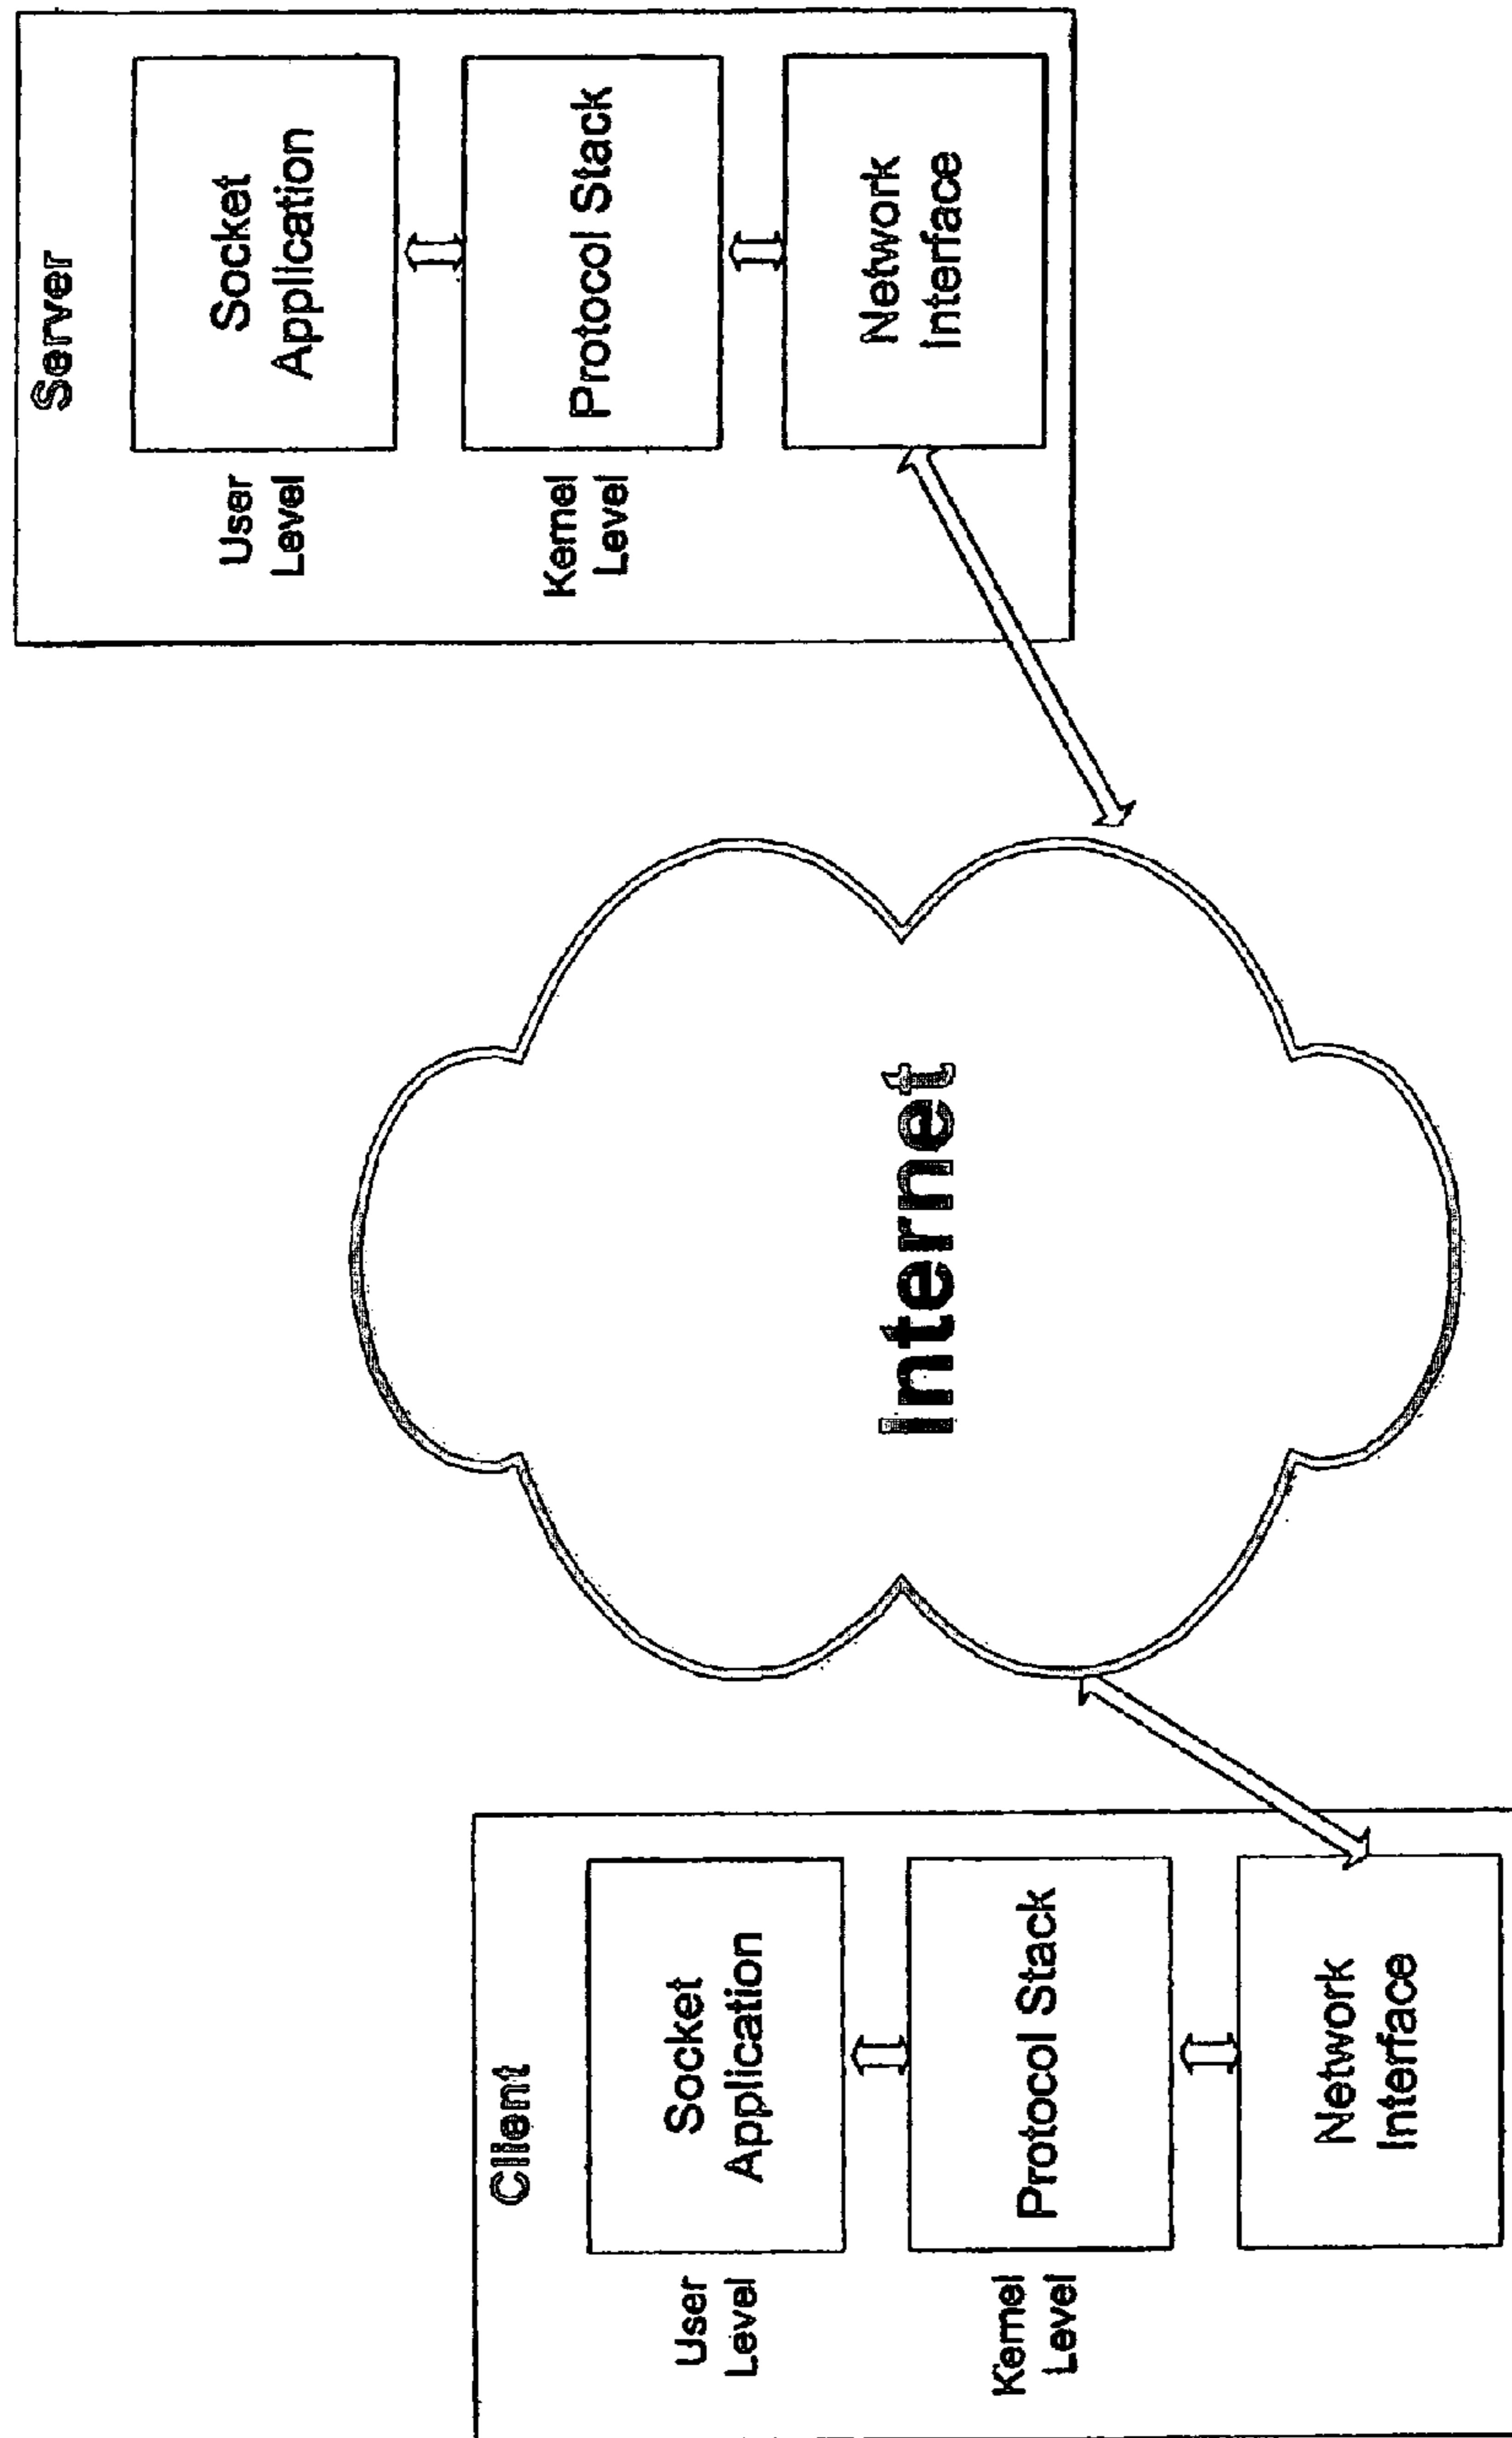 Client
User
Level
Socket
Application
Kernel
Level
Protocol Stack
Network
Interface
Internet
Server
User
Level
Socket
Application
Kernel
Level
Protocol Stack
Network
Interface